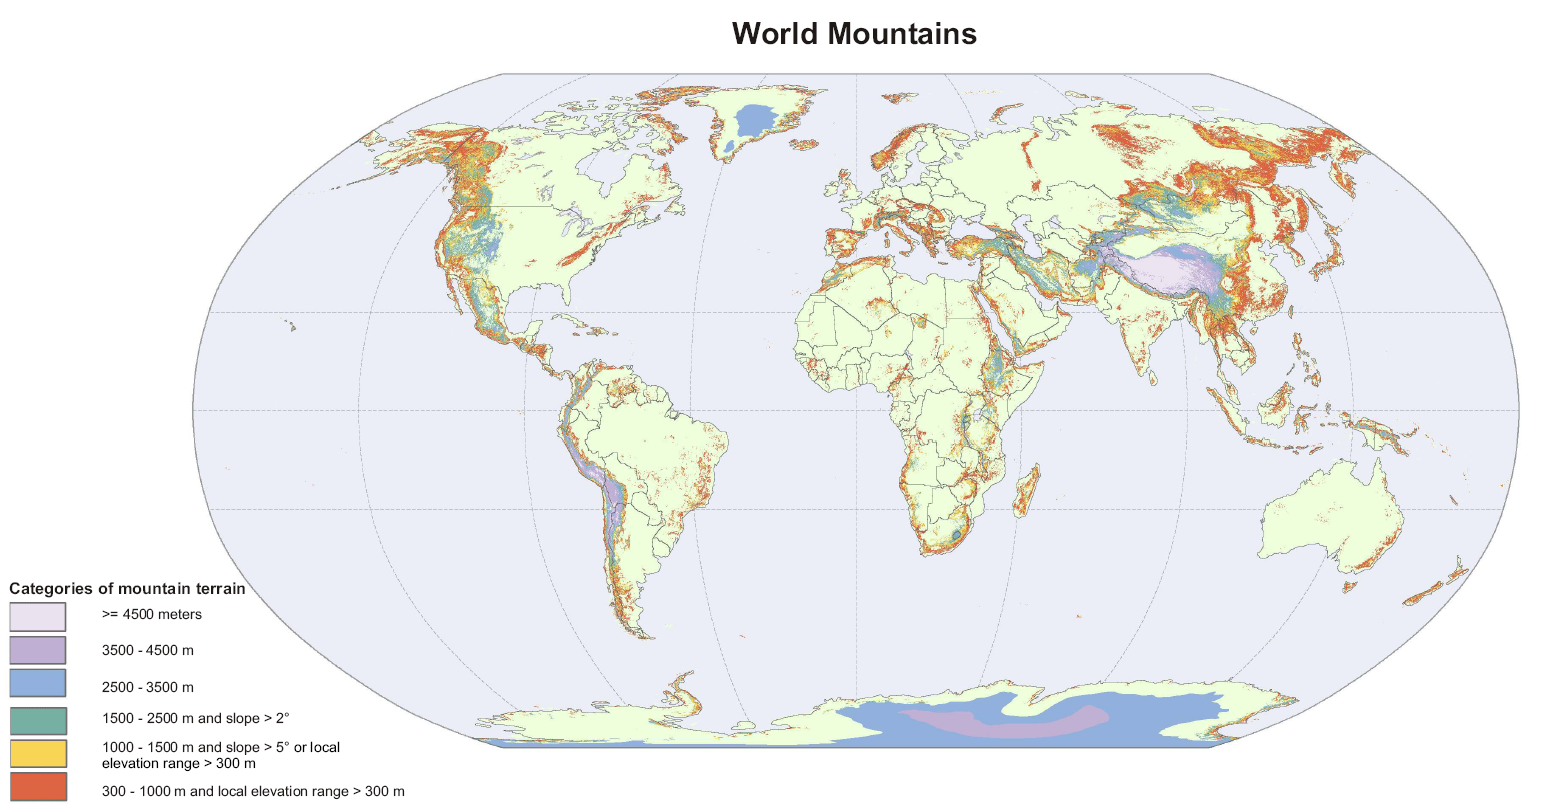 World Mountains
Categories of mountain terrain
>= 4500 meters
3500 - 4500 m
2500 - 3500 m
1500 - 2500 m and slope > 2°
1000 - 1500 m and slope > 5° or local
elevation range > 300 m
300 - 1000 m and local elevation range > 300 m